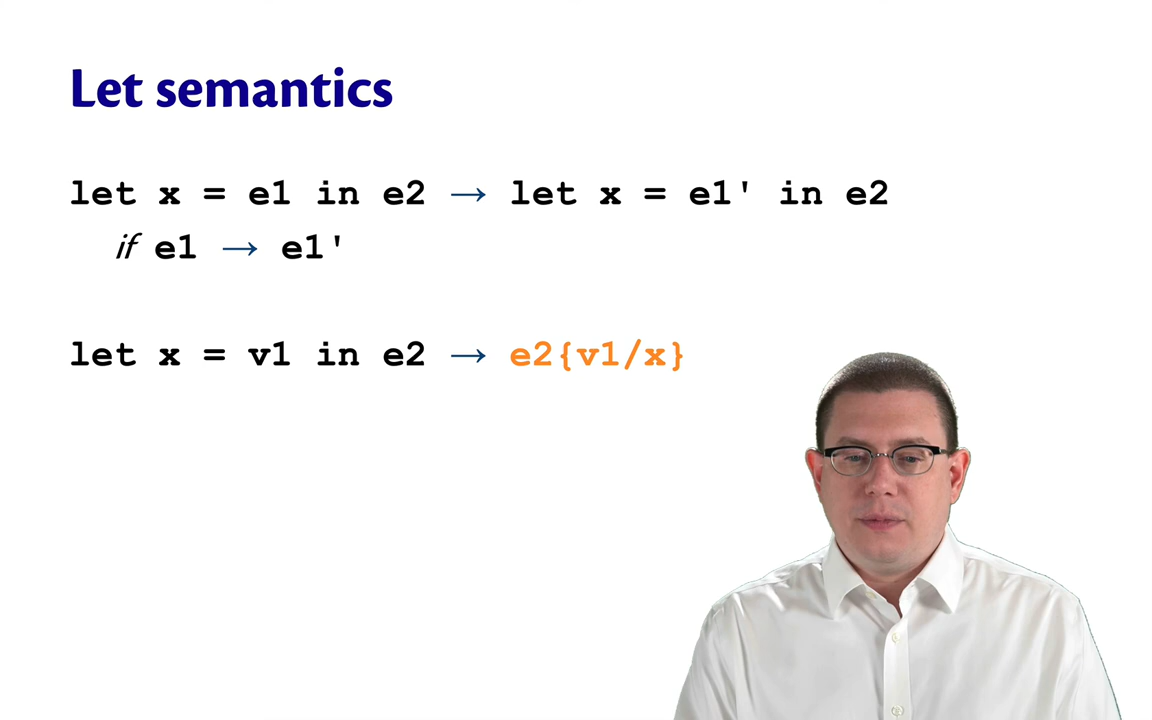 Let semantics
let x = e1 in e2 → let x = e1' in e2
if e1 → e1'
let x = v1 in e2 → e2{v1/x}